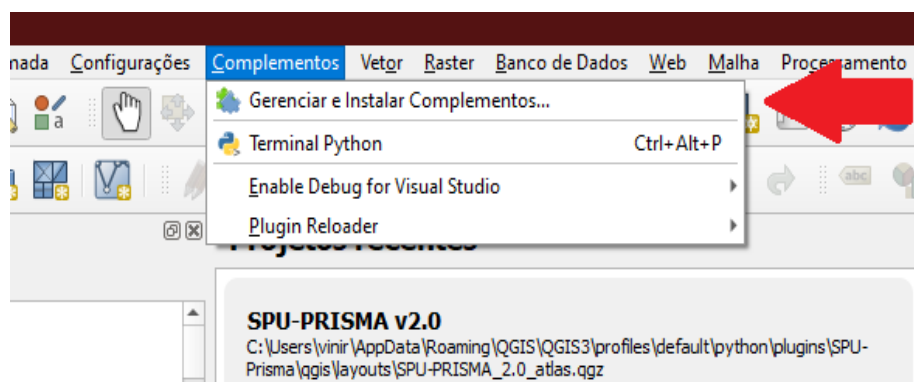 Configurações Complementos Vetor Raster Banco de Dados Web Malha
Gerenciar e Instalar Complementos...
Terminal Python Ctrl+Alt+P
Enable Debug for Visual Studio
Plugin Reloader
abc
SPU-PRISMA v2.0
C:\Users\vinir\AppData\Roaming\QGIS\QGIS3\profiles\default\python\plugins\SPU-
Prisma\qgis\layouts\SPU-PRISMA_2.0_atlas.qgz